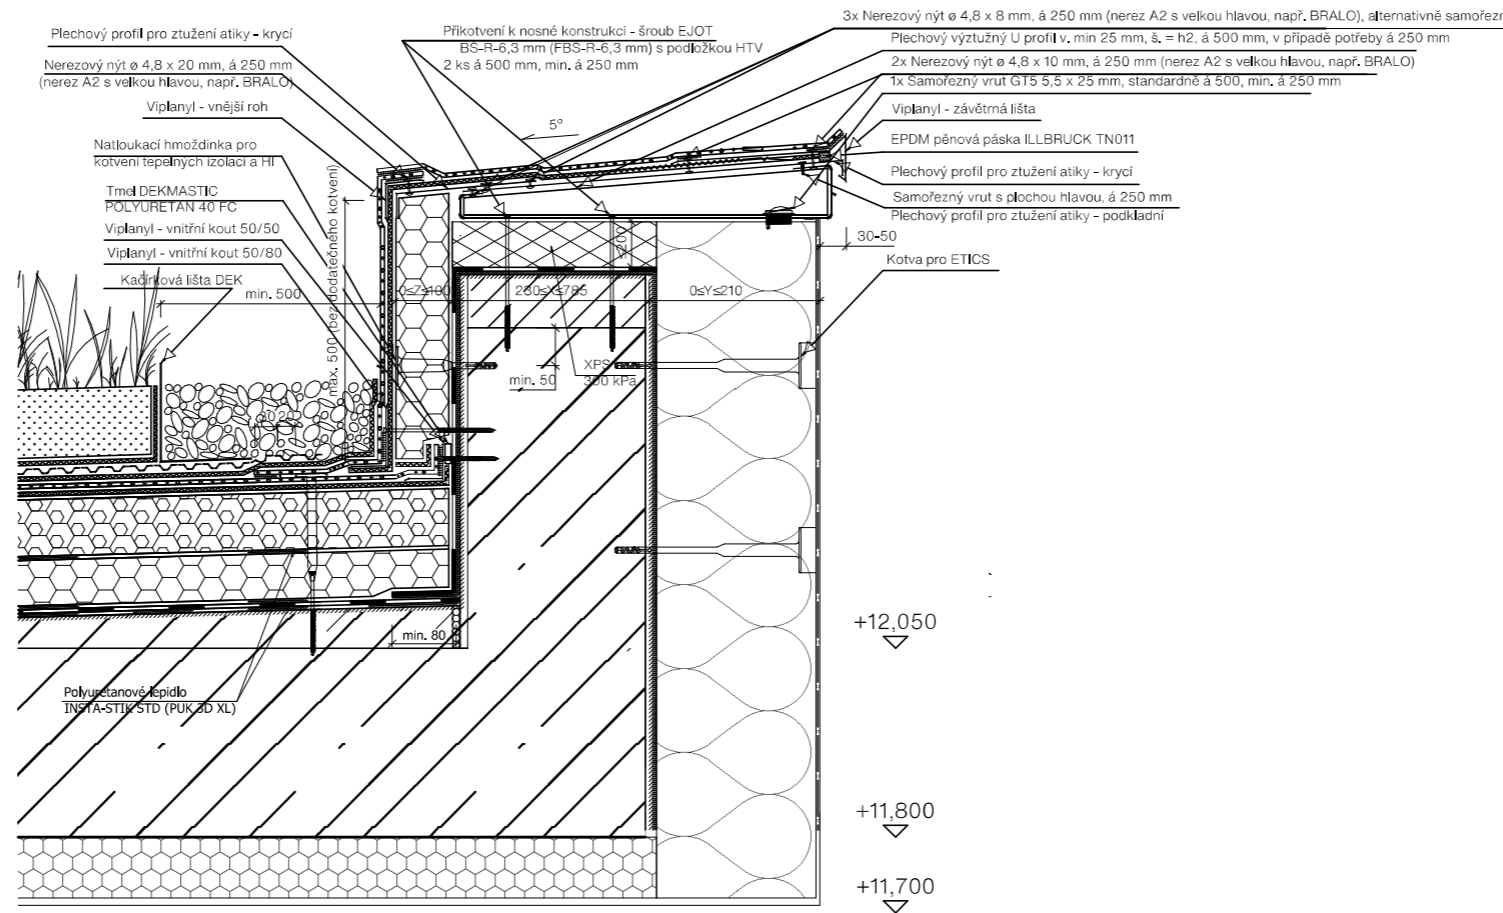 Plechový profil pro ztužení atiky - krycí
Nerezový nýt ø 4,8 x 20 mm, á 250 mm
(nerez A2 s velkou hlavou, např. BRALO)
Viplanyl - vnější roh
Natloukací hmoždinka pro
kotvení tepelných izolací a HI
Tmel DEKMASTIC
POLYURETAN 40 FC
Viplanyl - vnitřní kout 50/50
Viplanyl - vnitřní kout 50/80
Kačírková lišta DEK
min. 500
Přikotvení k nosné konstrukci - šroub EJOT
BS-R-6,3 mm (FBS-R-6,3 mm) s podložkou HTV
2 ks á 500 mm, min. á 250 mm
5°
3x Nerezový nýt ø 4,8 x 8 mm, á 250 mm (nerez A2 s velkou hlavou, např. BRALO), alternativně samořezn
Plechový výztužný U profil v. min 25 mm, š. = h2, á 500 mm, v případě potřeby á 250 mm
2x Nerezový nýt ø 4,8 x 10 mm, á 250 mm (nerez A2 s velkou hlavou, např. BRALO)
1x Samořezný vrut GT5 5,5 x 25 mm, standardně á 500, min. á 250 mm
Viplanyl - závětrná lišta
EPDM pěnová páska ILLBRUCK TN011
Plechový profil pro ztužení atiky - krycí
Samořezný vrut s plochou hlavou, á 250 mm
Plechový profil pro ztužení atiky - podkladní
30-50
Kotva pro ETICS
max. 500 (bez dodatečného kotvení)
0≤Z≤100
280≤X≤785
0≤Y≤210
≤200
XPS
300 kPa
min. 50
min. 80
Polyuretanové lepidlo
INSTA-STIK STD (PUK 3D XL)
+12,050
+11,800
+11,700